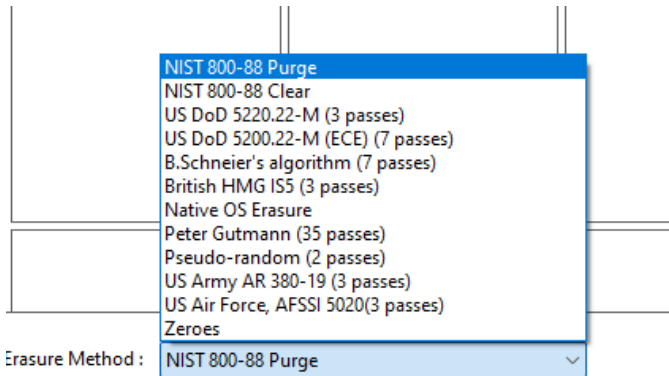 NIST 800-88 Purge
NIST 800-88 Clear
US DoD 5220.22-M (3 passes)
US DoD 5200.22-M (ECE) (7 passes)
B.Schneier's algorithm (7 passes)
British HMG IS5 (3 passes)
Native OS Erasure
Peter Gutmann (35 passes)
Pseudo-random (2 passes)
US Army AR 380-19 (3 passes)
US Air Force, AFSSI 5020(3 passes)
Zeroes
Erasure Method : NIST 800-88 Purge